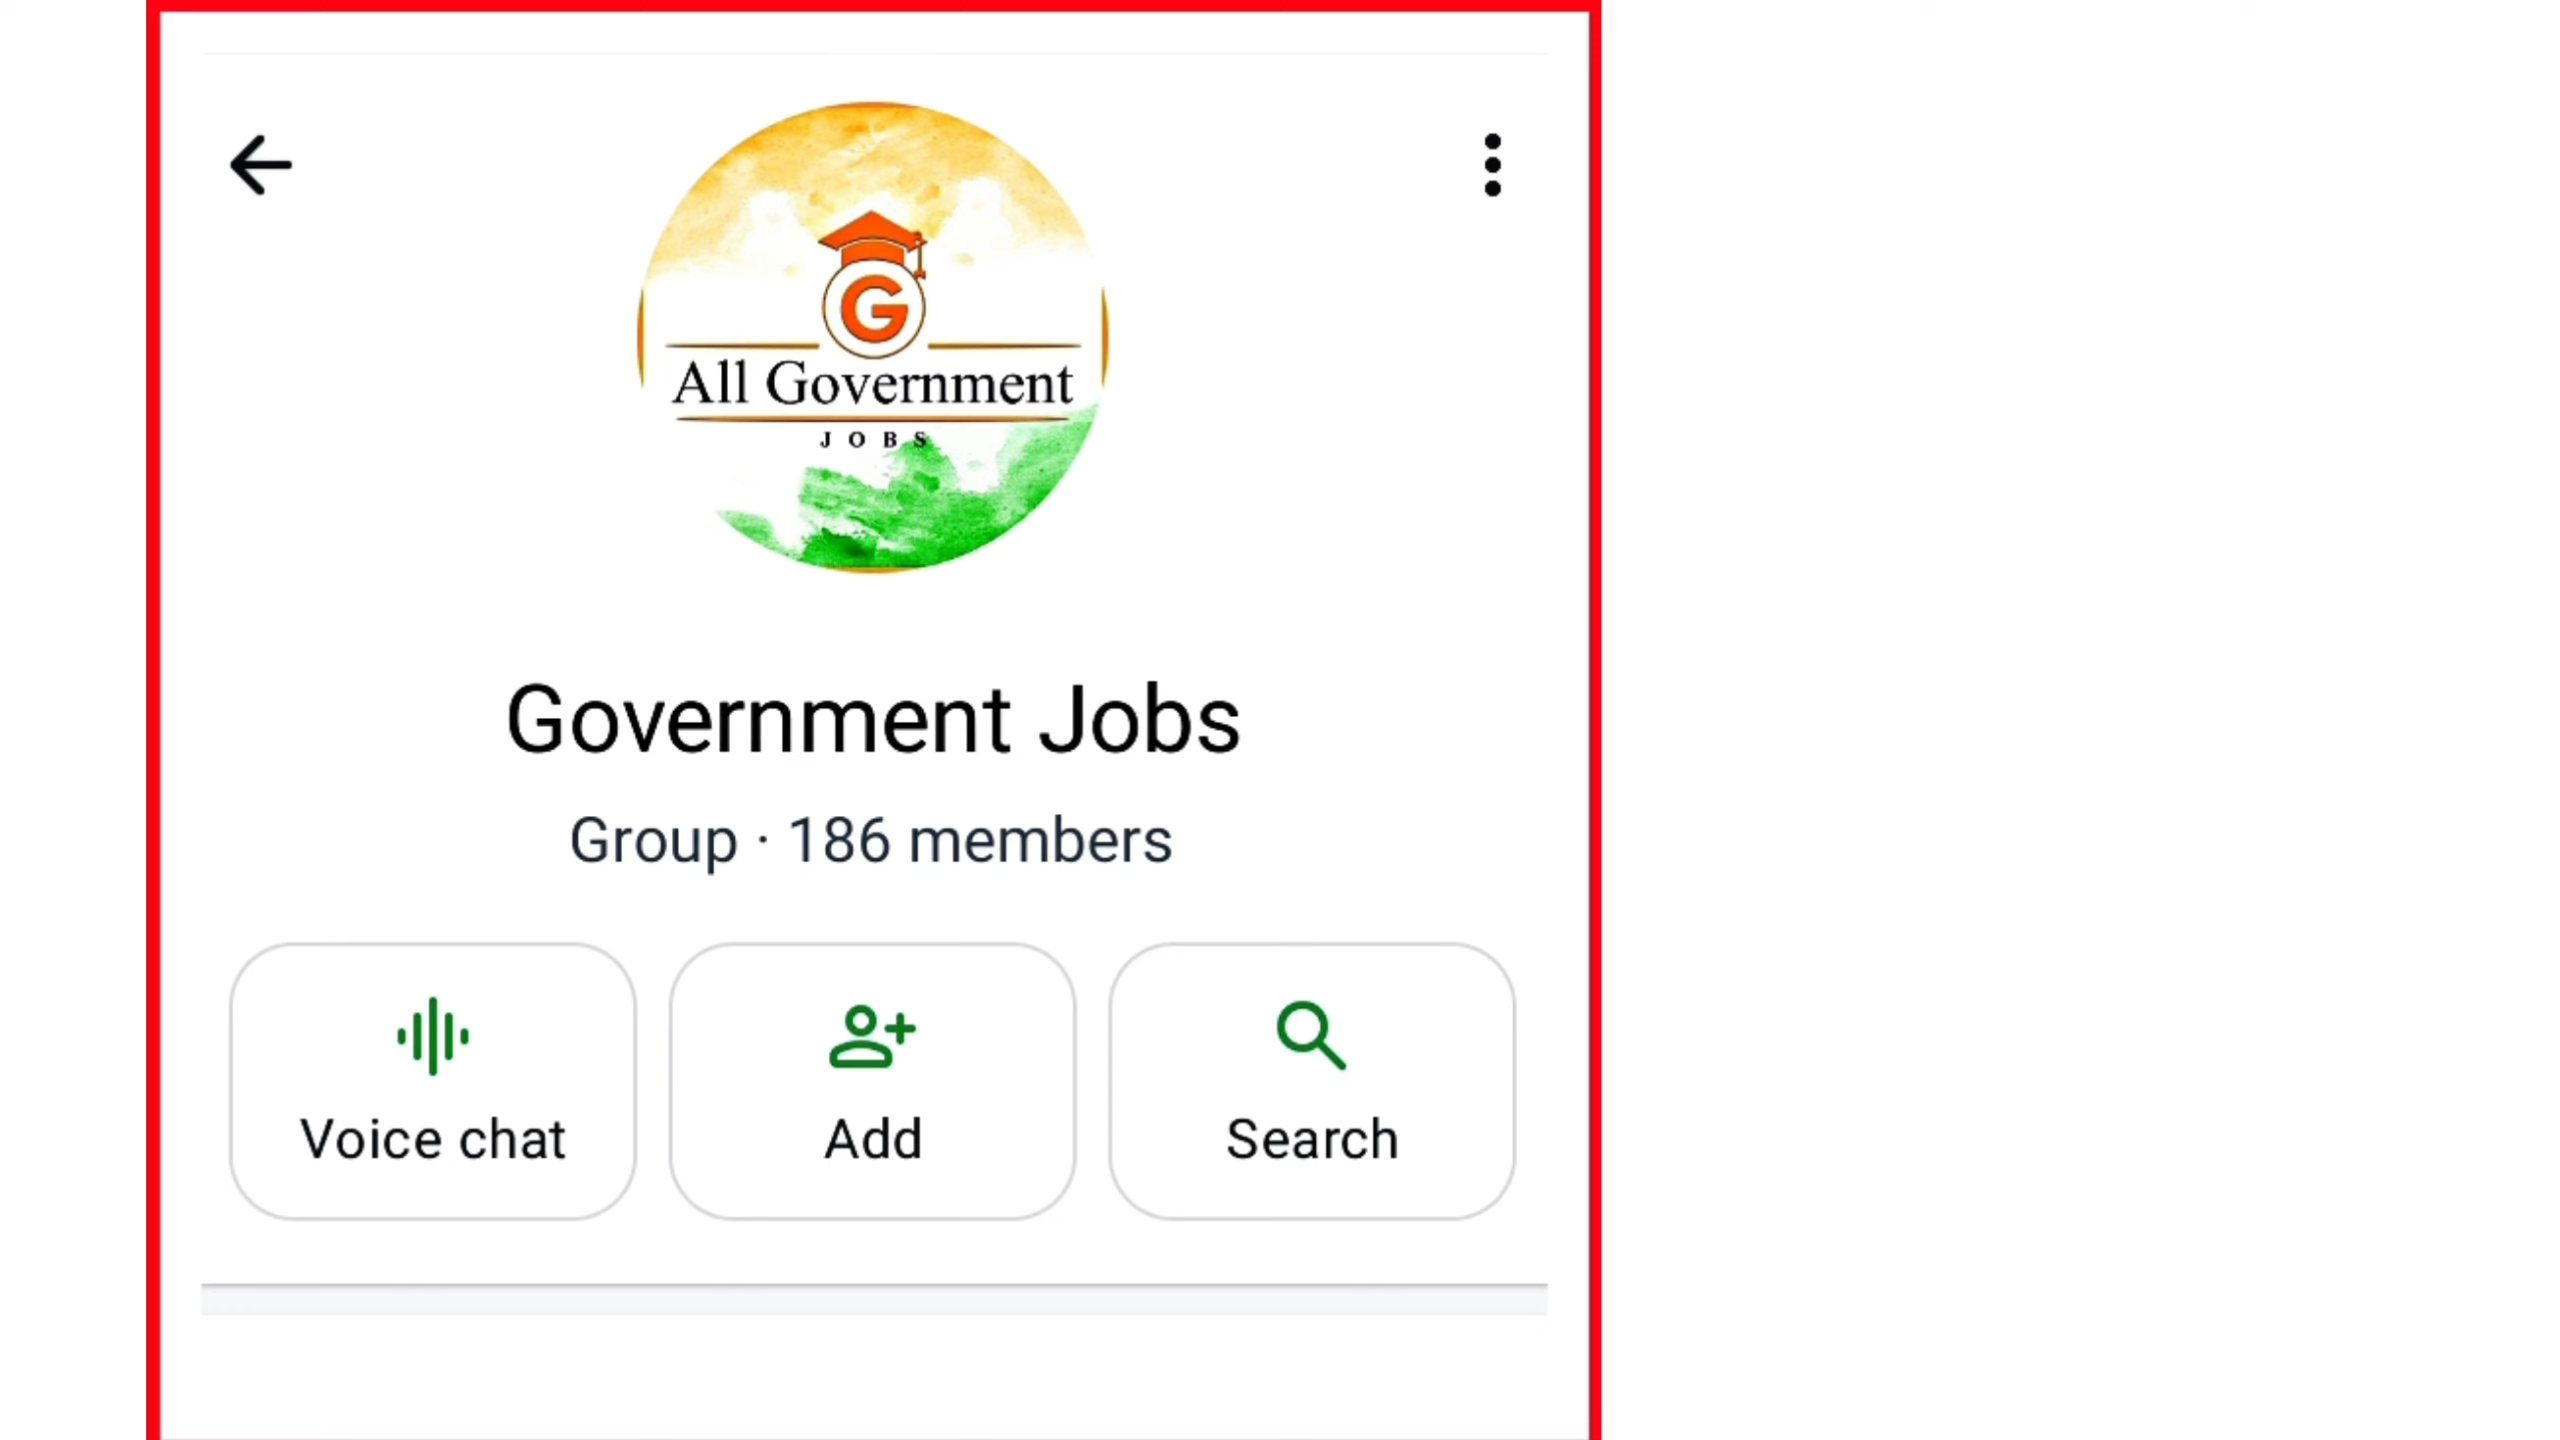 G
All Government
JOBS
Government Jobs
Group · 186 members
Voice chat
Add
Search